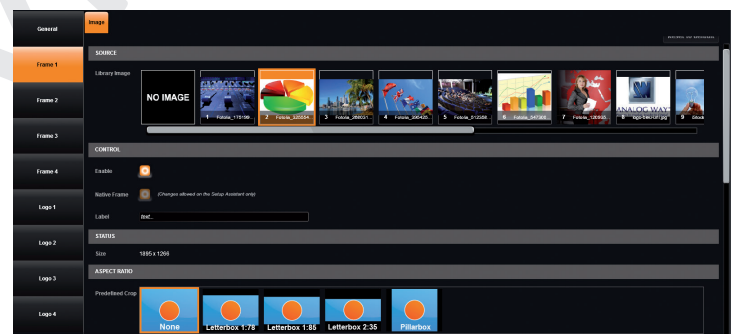 General
Image
Frame 1
Frame 2
Frame 3
Frame 4
Logo 1
Logo 2
Logo 3
Logo 4
SOURCE
Library Image
NO IMAGE
1
2
3
4
5
6
7
8
9
ANALOG WAY
CONTROL
Enable
Native Frame (Changes allowed on the Setup Assistant only)
Label text..
STATUS
Size 1895 x 1266
ASPECT RATIO
Predefined Crop
None Letterbox 1:78 Letterbox 1:85 Letterbox 2:35 Pillarbox